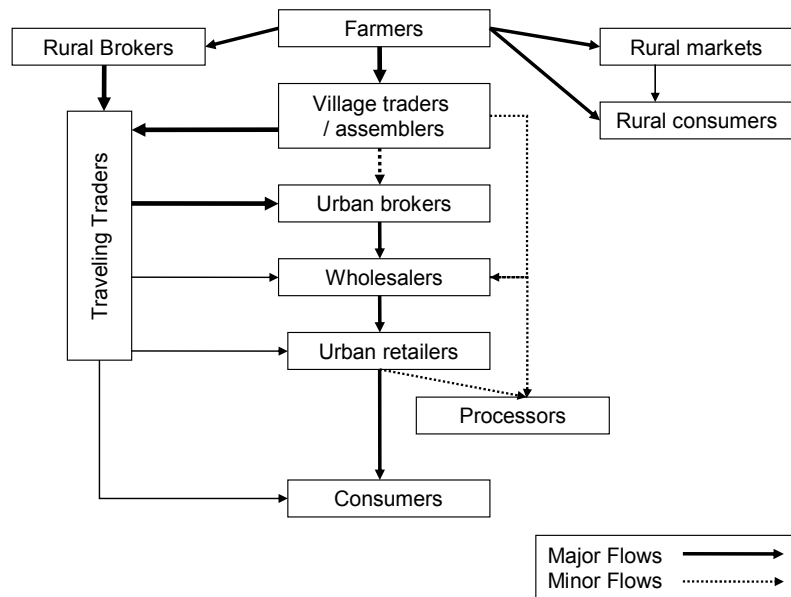 Farmers
Rural Brokers
Rural markets
Village traders
/ assemblers
Rural consumers
Traveling Traders
Urban brokers
Wholesalers
Urban retailers
Processors
Consumers
Major Flows
Minor Flows